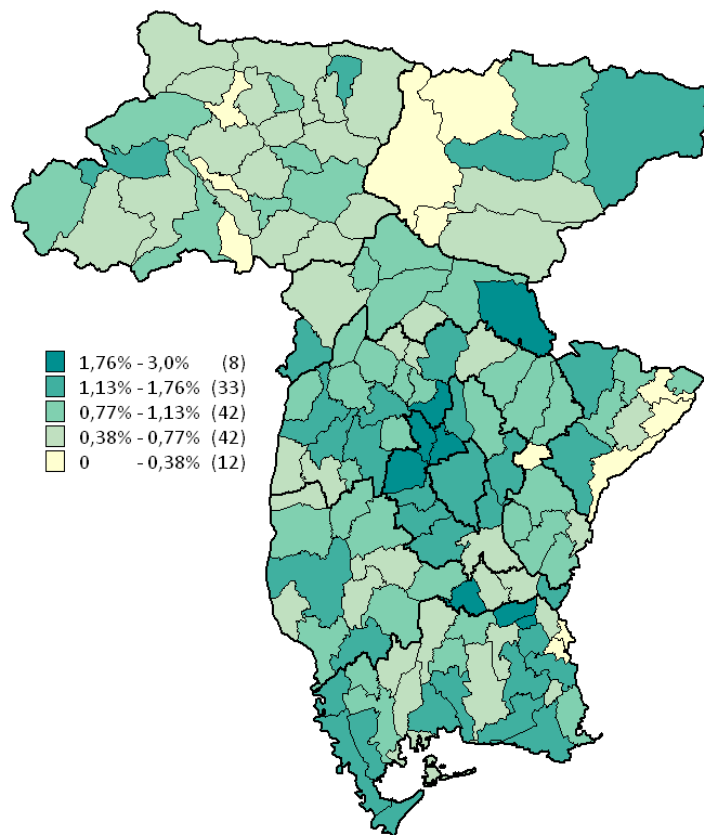 1,76% - 3,0% (8)
1,13% - 1,76% (33)
0,77% - 1,13% (42)
0,38% - 0,77% (42)
0 - 0,38% (12)